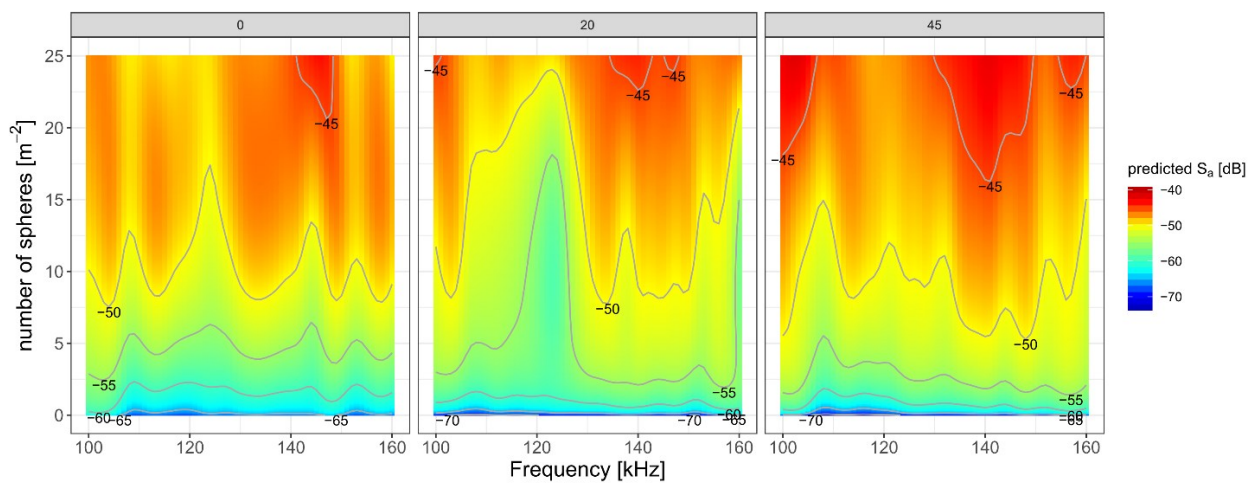 0 20 45
number of spheres [m⁻²]
25
20
15
10
5
0
−45 −45 −45 −45 −45 −45 −45
−50 −50 −50
−55 −55 −55
−60 −65 −65 −70 −70 −60 −65 −70 −60 −65
100 120 140 160 100 120 140 160 100 120 140 160
Frequency [kHz]
predicted Sₐ [dB]
−40
−50
−60
−70